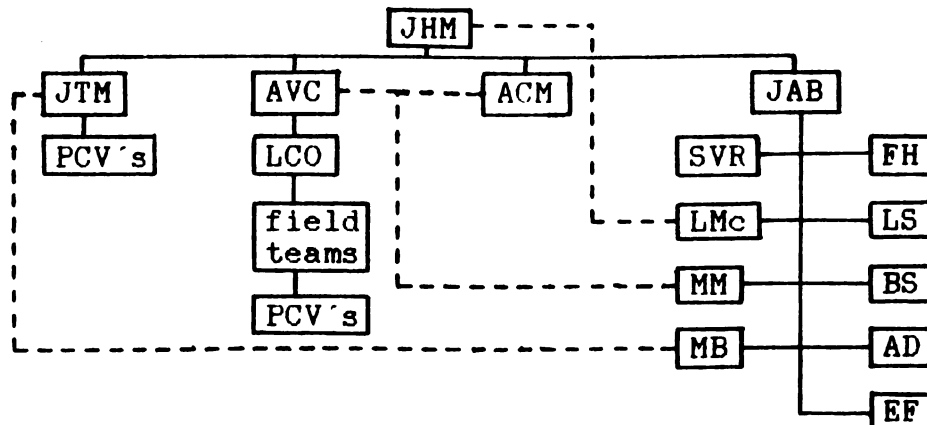 JHM
JTM
AVC
ACM
JAB
PCV´s
LCO
SVR
FH
field
teams
LMc
LS
PCV´s
MM
BS
MB
AD
EF